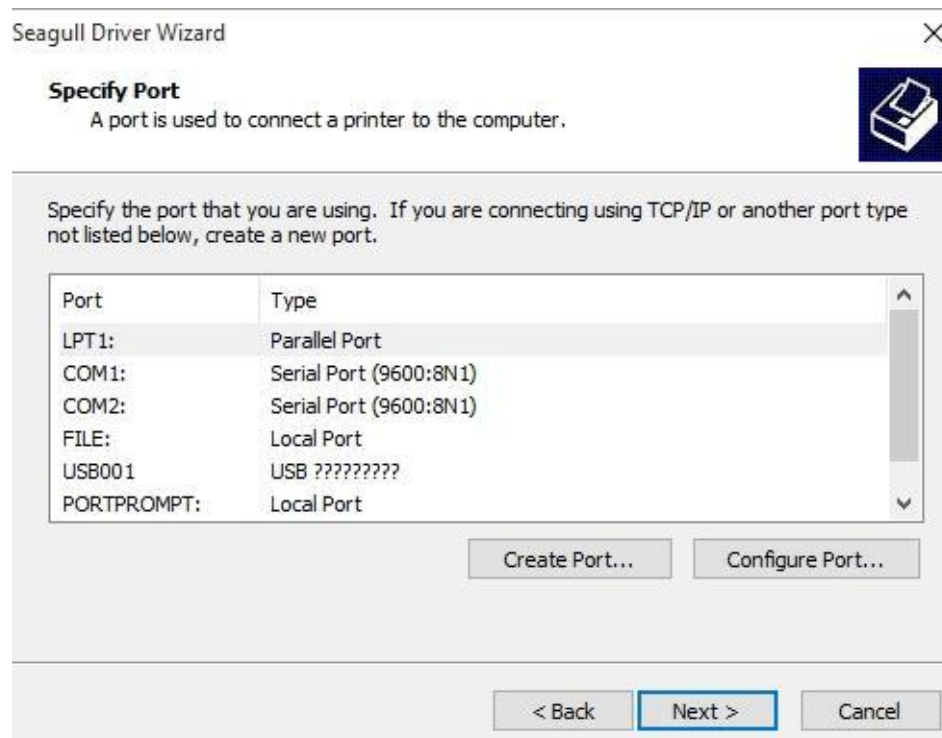 Seagull Driver Wizard
Specify Port
A port is used to connect a printer to the computer.
Specify the port that you are using.  If you are connecting using TCP/IP or another port type
not listed below, create a new port.
Port Type
LPT1: Parallel Port
COM1: Serial Port (9600:8N1)
COM2: Serial Port (9600:8N1)
FILE: Local Port
USB001 USB ?????????
PORTPROMPT: Local Port
Create Port... Configure Port...
< Back Next > Cancel